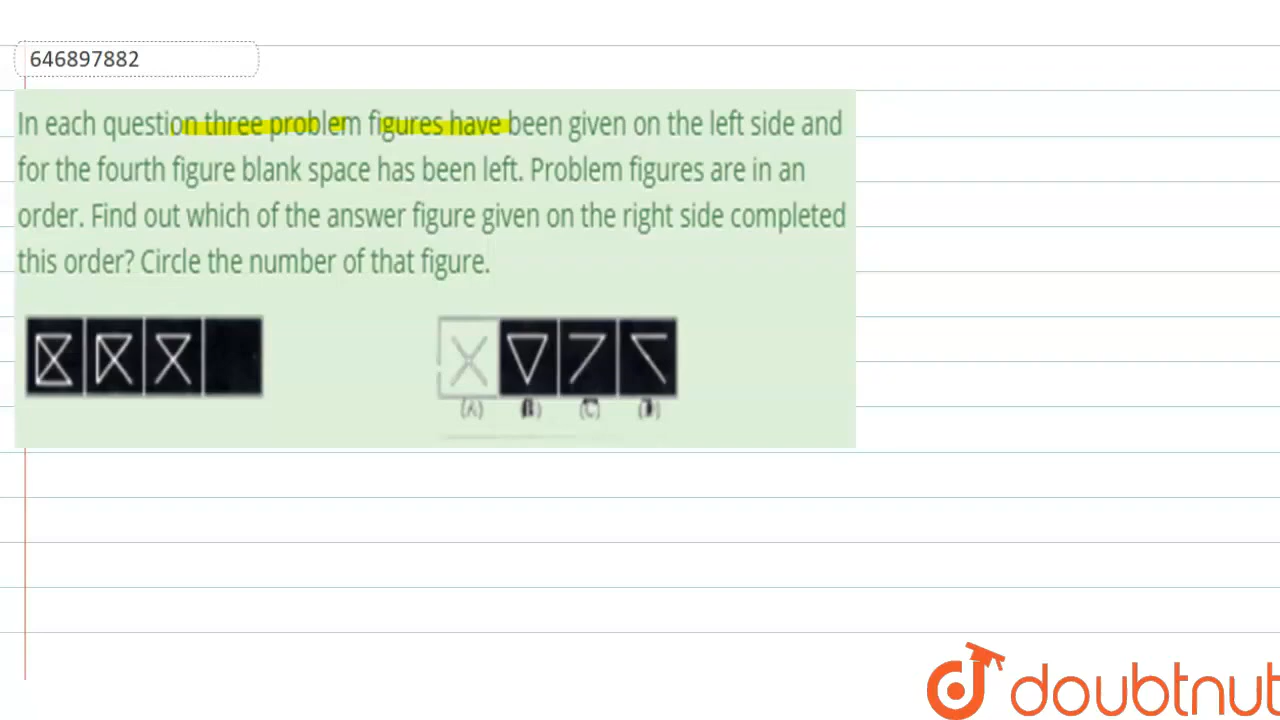 646897882
In each question three problem figures have been given on the left side and
for the fourth figure blank space has been left. Problem figures are in an
order. Find out which of the answer figure given on the right side completed
this order? Circle the number of that figure.
(A) (B) (C) (D)
doubtnut